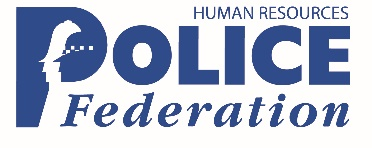 HUMAN RESOURCES
POLICE
Federation